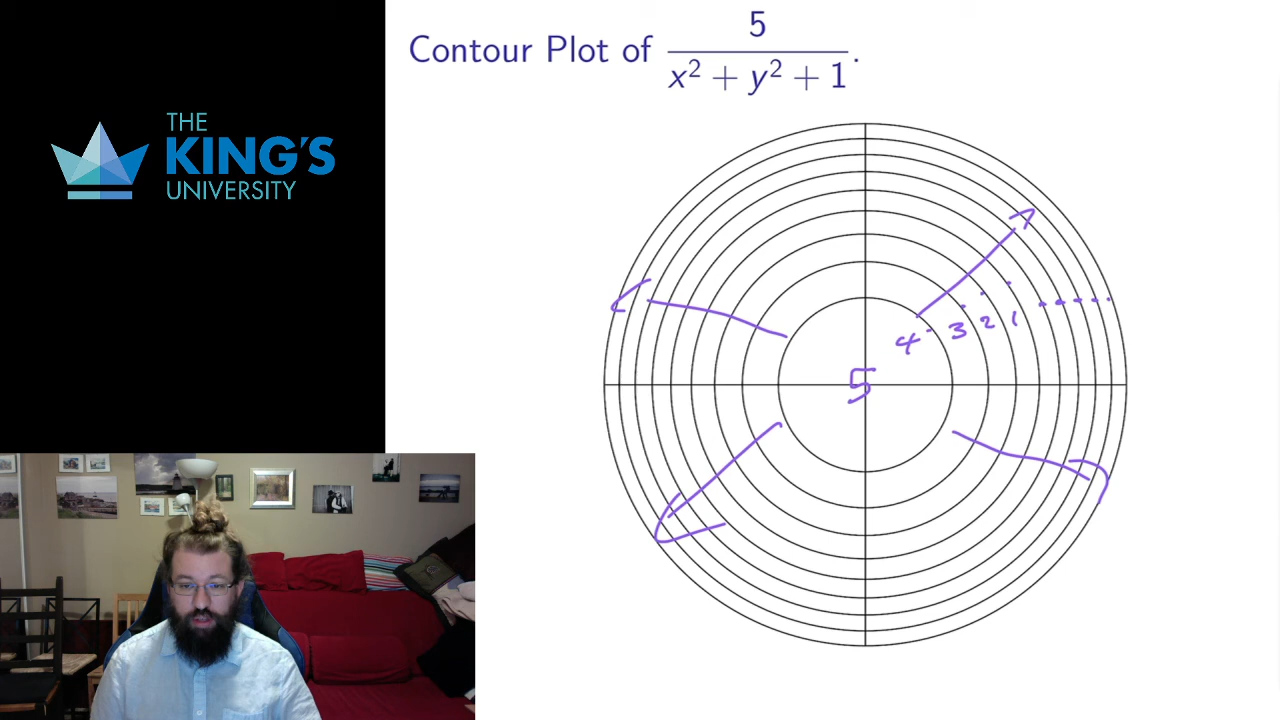 THE
KING'S
UNIVERSITY
Contour Plot of 5/(x² + y² + 1).
4 3 2 1
5